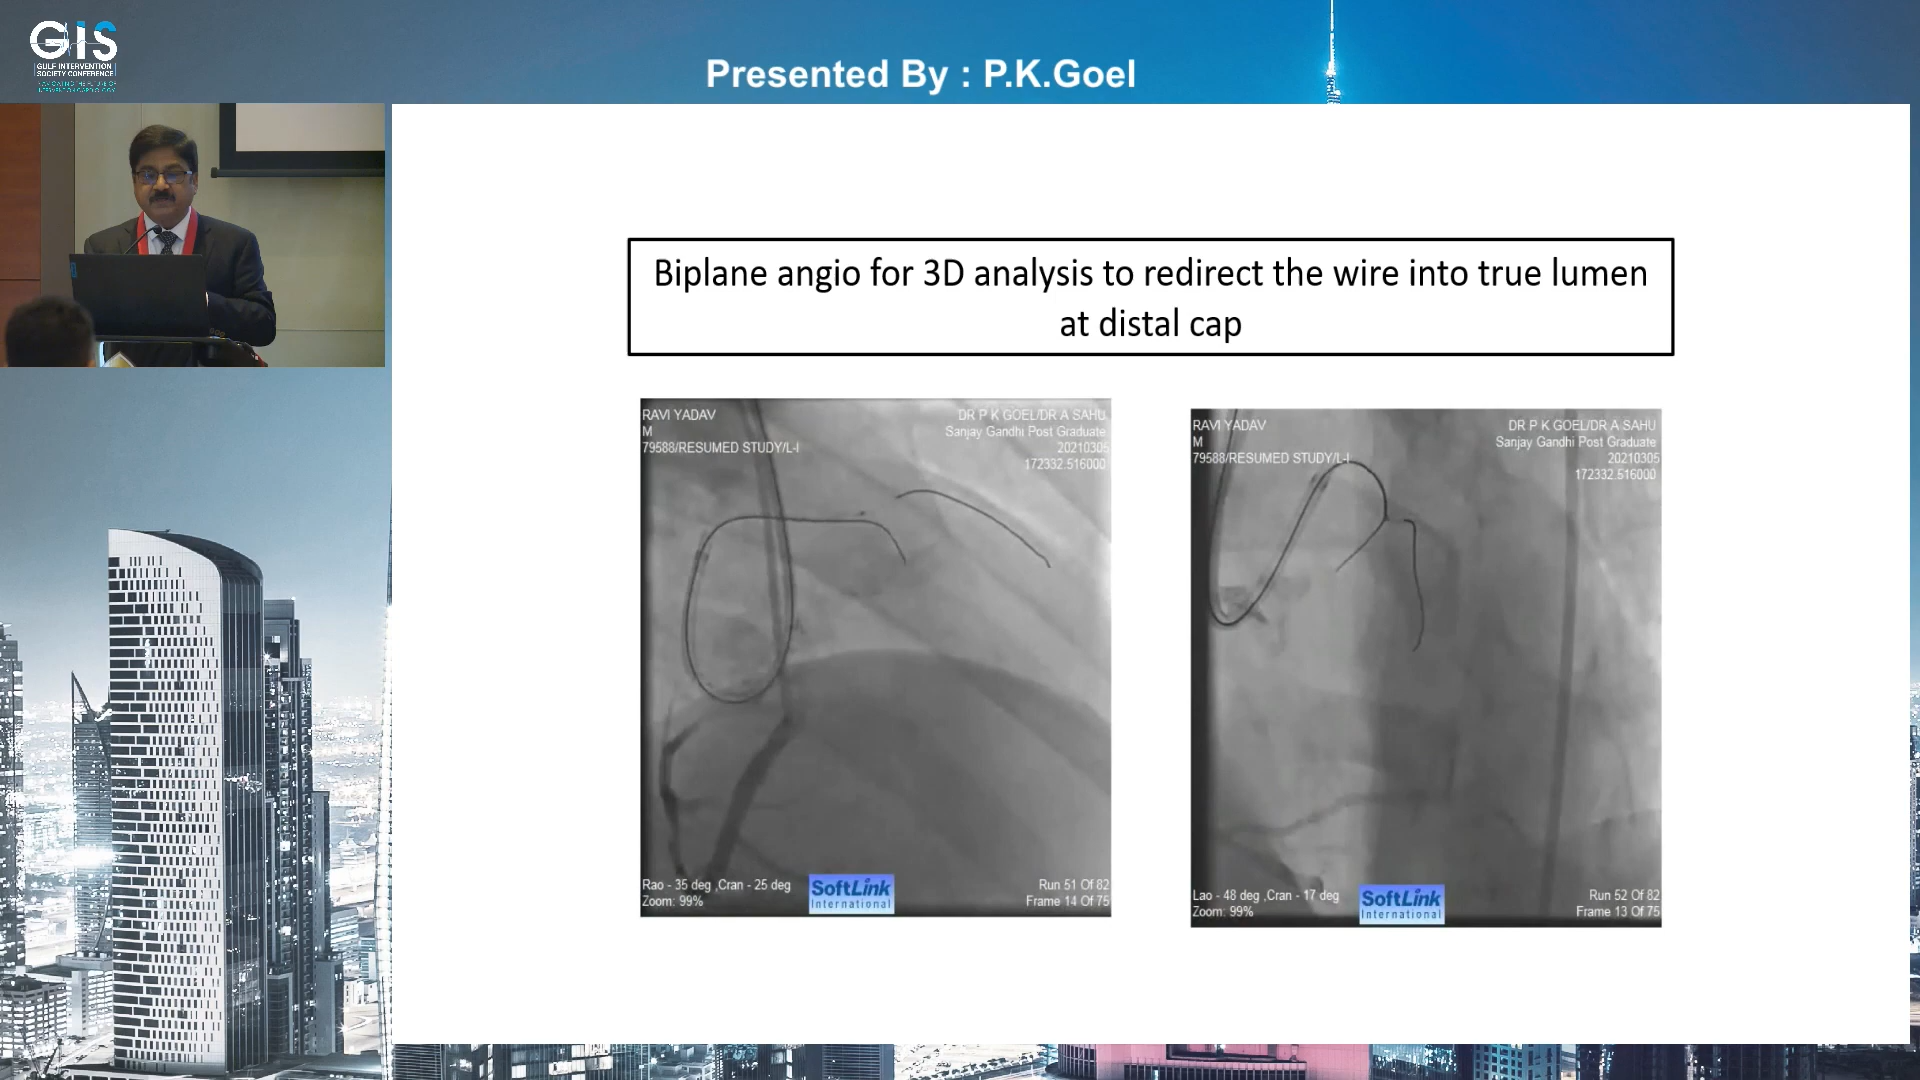 GIS
GULF INTERVENTION
SOCIETY CONFERENCE
Presented By : P.K.Goel
Biplane angio for 3D analysis to redirect the wire into true lumen
at distal cap
RAVI YADAV
M
79588/RESUMED STUDY/L-I
DR P K GOEL/DR A SAHU
Sanjay Gandhi Post Graduate
20210305
172332.516000
Rao - 35 deg ,Cran - 25 deg
Zoom: 99%
SoftLink
International
Run 51 Of 82
Frame 14 Of 75
RAVI YADAV
M
79588/RESUMED STUDY/L-I
DR P K GOEL/DR A SAHU
Sanjay Gandhi Post Graduate
20210305
172332.516000
Lao - 48 deg ,Cran - 17 deg
Zoom: 99%
SoftLink
International
Run 52 Of 82
Frame 13 Of 75